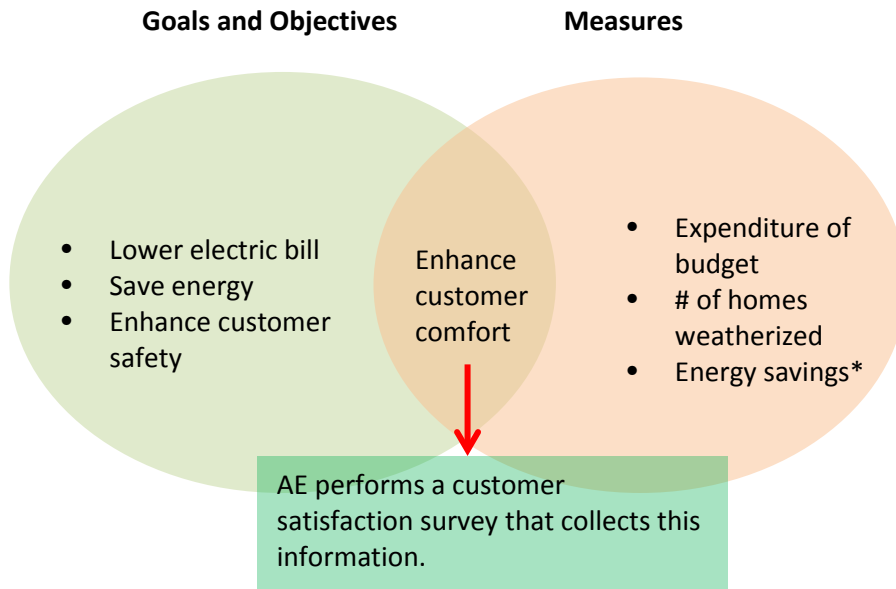 Goals and Objectives
Measures
• Lower electric bill
• Save energy
• Enhance customer
safety
Enhance
customer
comfort
• Expenditure of
budget
• # of homes
weatherized
• Energy savings*
AE performs a customer
satisfaction survey that collects this
information.